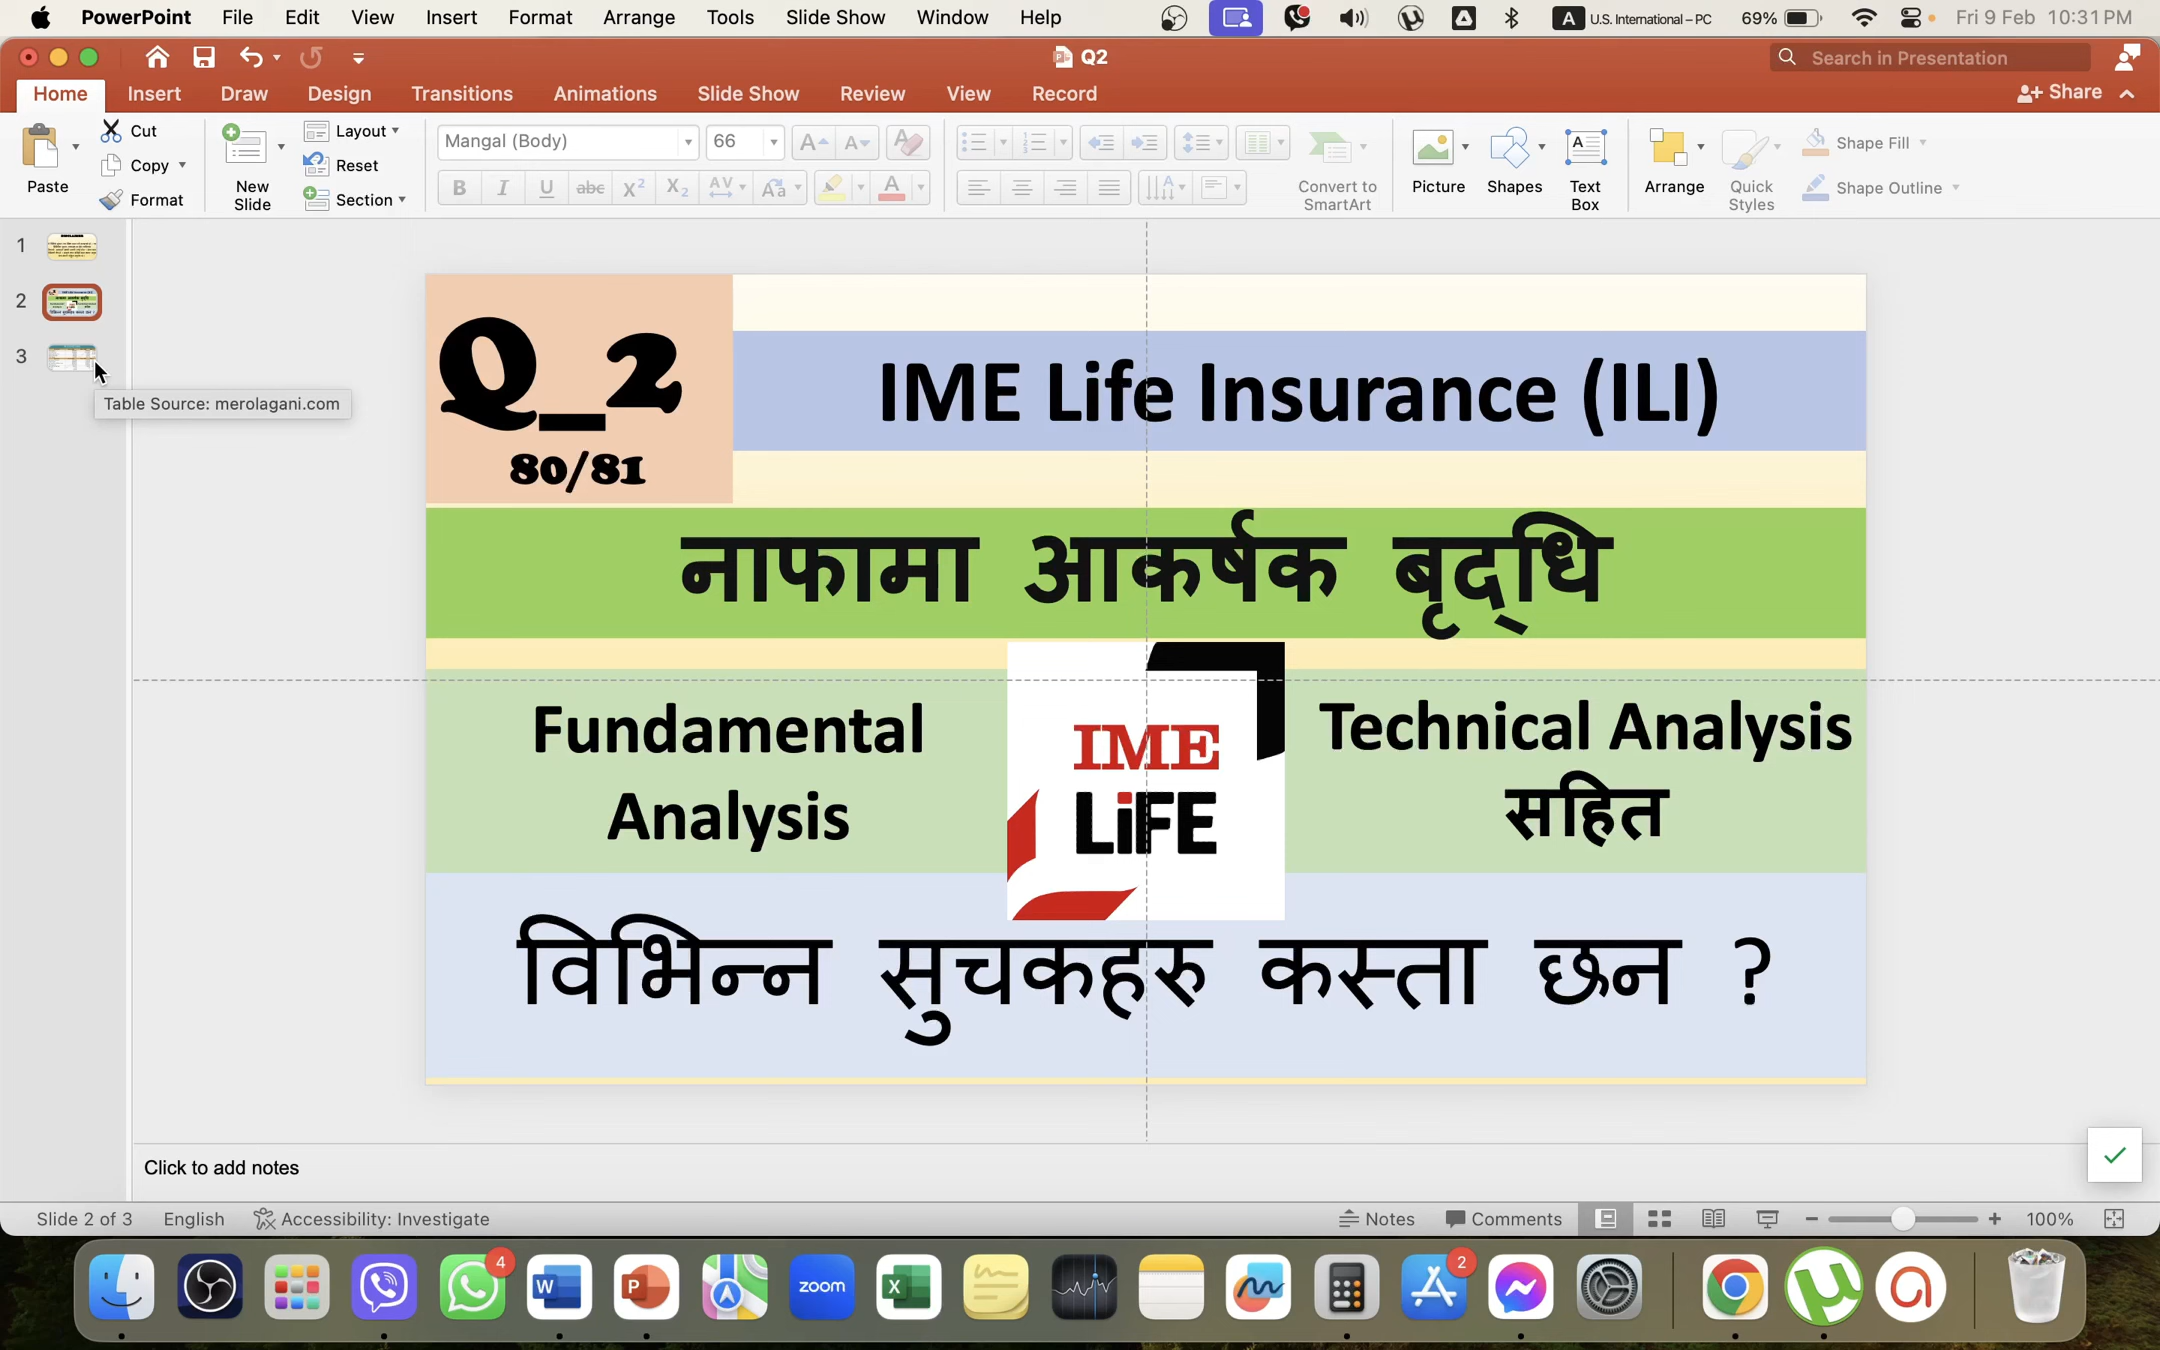 PowerPoint File Edit View Insert Format Arrange Tools Slide Show Window Help A U.S. International – PC 69% Fri 9 Feb 10:31 PM
Q2 Search in Presentation
Home Insert Draw Design Transitions Animations Slide Show Review View Record Share
Paste Cut Copy Format
New Slide Layout Reset Section
Mangal (Body) 66
Convert to SmartArt
Picture Shapes Text Box
Arrange Quick Styles Shape Fill Shape Outline
1
2
3
Table Source: merolagani.com
Q_2
80/81
IME Life Insurance (ILI)
नाफामा आकर्षक बृद्धि
Fundamental
Analysis
IME
LiFE
Technical Analysis
सहित
विभिन्न सुचकहरु कस्ता छन ?
Click to add notes
Slide 2 of 3 English Accessibility: Investigate Notes Comments 100%
4 W P zoom X 2